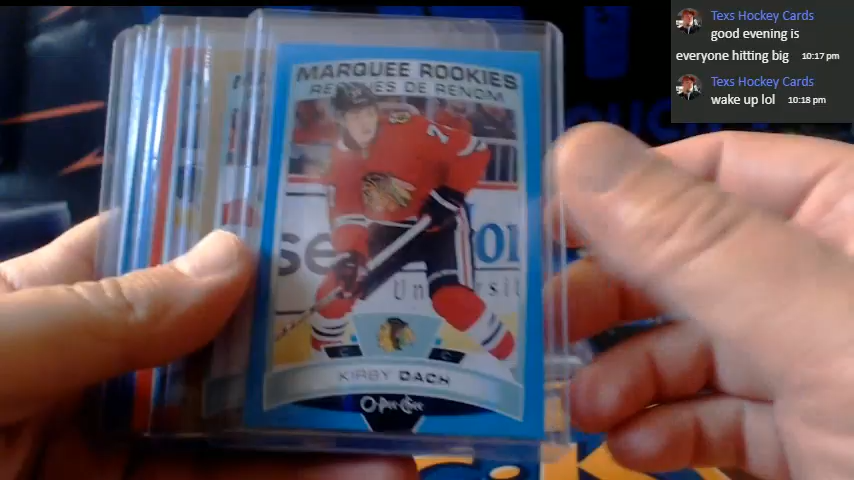 Texs Hockey Cards
good evening is
everyone hitting big 10:17 pm
Texs Hockey Cards
wake up lol 10:18 pm
MARQUEE ROOKIES
RECRUES DE RENOM
KIRBY DACH
O-Pee-Chee